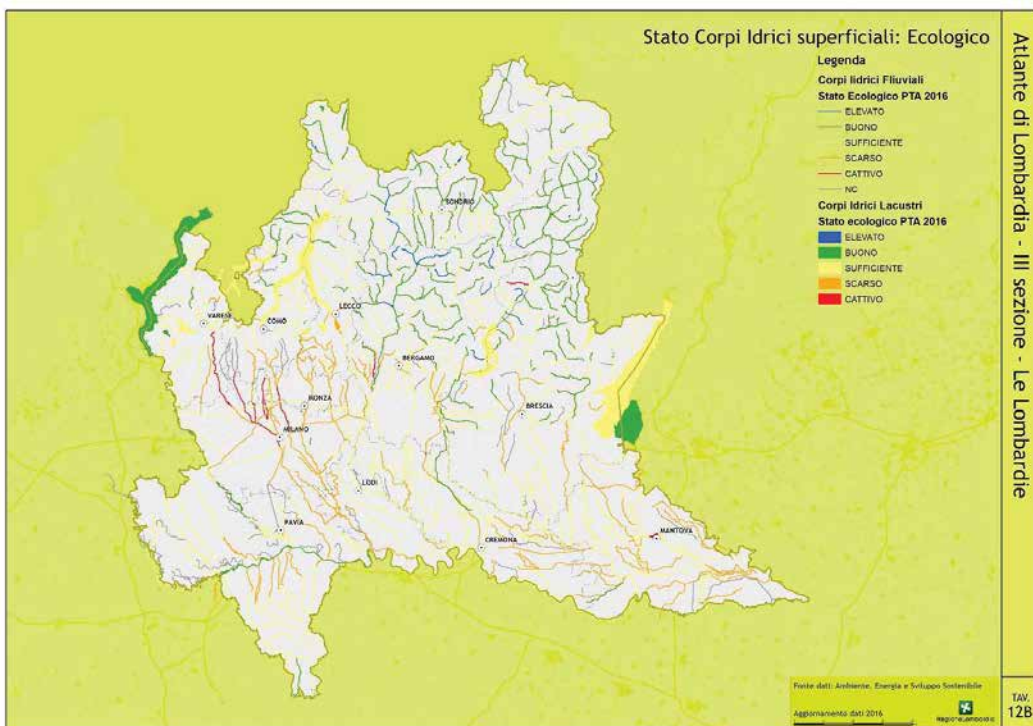 Stato Corpi Idrici superficiali: Ecologico
Legenda
Corpi Iidrici Fliuviali
Stato Ecologico PTA 2016
ELEVATO
BUONO
SUFFICIENTE
SCARSO
CATTIVO
NC
Corpi Idrici Lacustri
Stato ecologico PTA 2016
ELEVATO
BUONO
SUFFICIENTE
SCARSO
CATTIVO
SONDRIO
LECCO
VARESE
COMO
BERGAMO
MONZA
BRESCIA
MILANO
LODI
PAVIA
CREMONA
MANTOVA
Fonte dati: Ambiente, Energia e Sviluppo Sostenibile
Aggiornamento dati 2016
RegioneLombardia
Atlante di Lombardia - III sezione - Le Lombardie
TAV.
12B